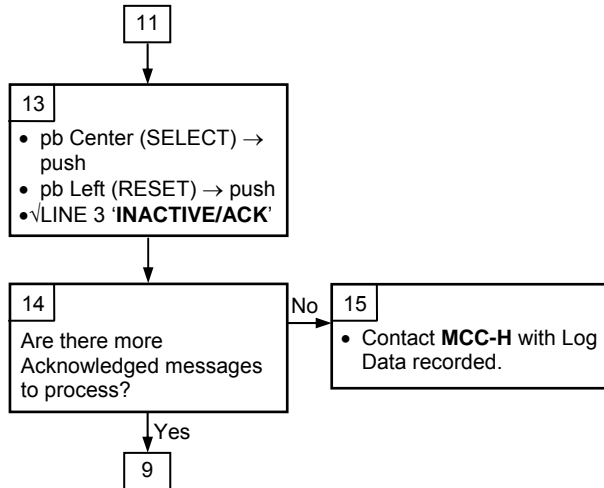 11
13
• pb Center (SELECT) →
push
• pb Left (RESET) → push
•√LINE 3 ‘INACTIVE/ACK’
14
Are there more
Acknowledged messages
to process?
No
15
• Contact MCC-H with Log
Data recorded.
Yes
9